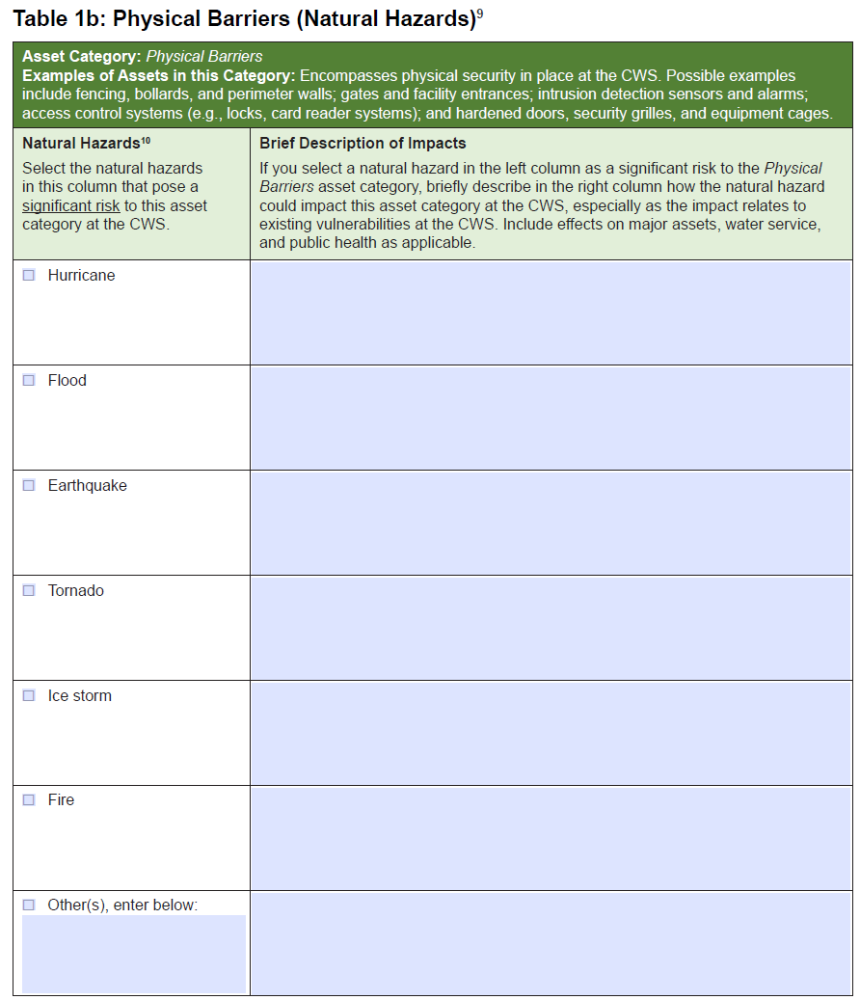 Table 1b: Physical Barriers (Natural Hazards)9
Asset Category: Physical Barriers
Examples of Assets in this Category: Encompasses physical security in place at the CWS. Possible examples
include fencing, bollards, and perimeter walls; gates and facility entrances; intrusion detection sensors and alarms;
access control systems (e.g., locks, card reader systems); and hardened doors, security grilles, and equipment cages.
Natural Hazards10
Select the natural hazards
in this column that pose a
significant risk to this asset
category at the CWS.
Brief Description of Impacts
If you select a natural hazard in the left column as a significant risk to the Physical
Barriers asset category, briefly describe in the right column how the natural hazard
could impact this asset category at the CWS, especially as the impact relates to
existing vulnerabilities at the CWS. Include effects on major assets, water service,
and public health as applicable.
Hurricane
Flood
Earthquake
Tornado
Ice storm
Fire
Other(s), enter below: